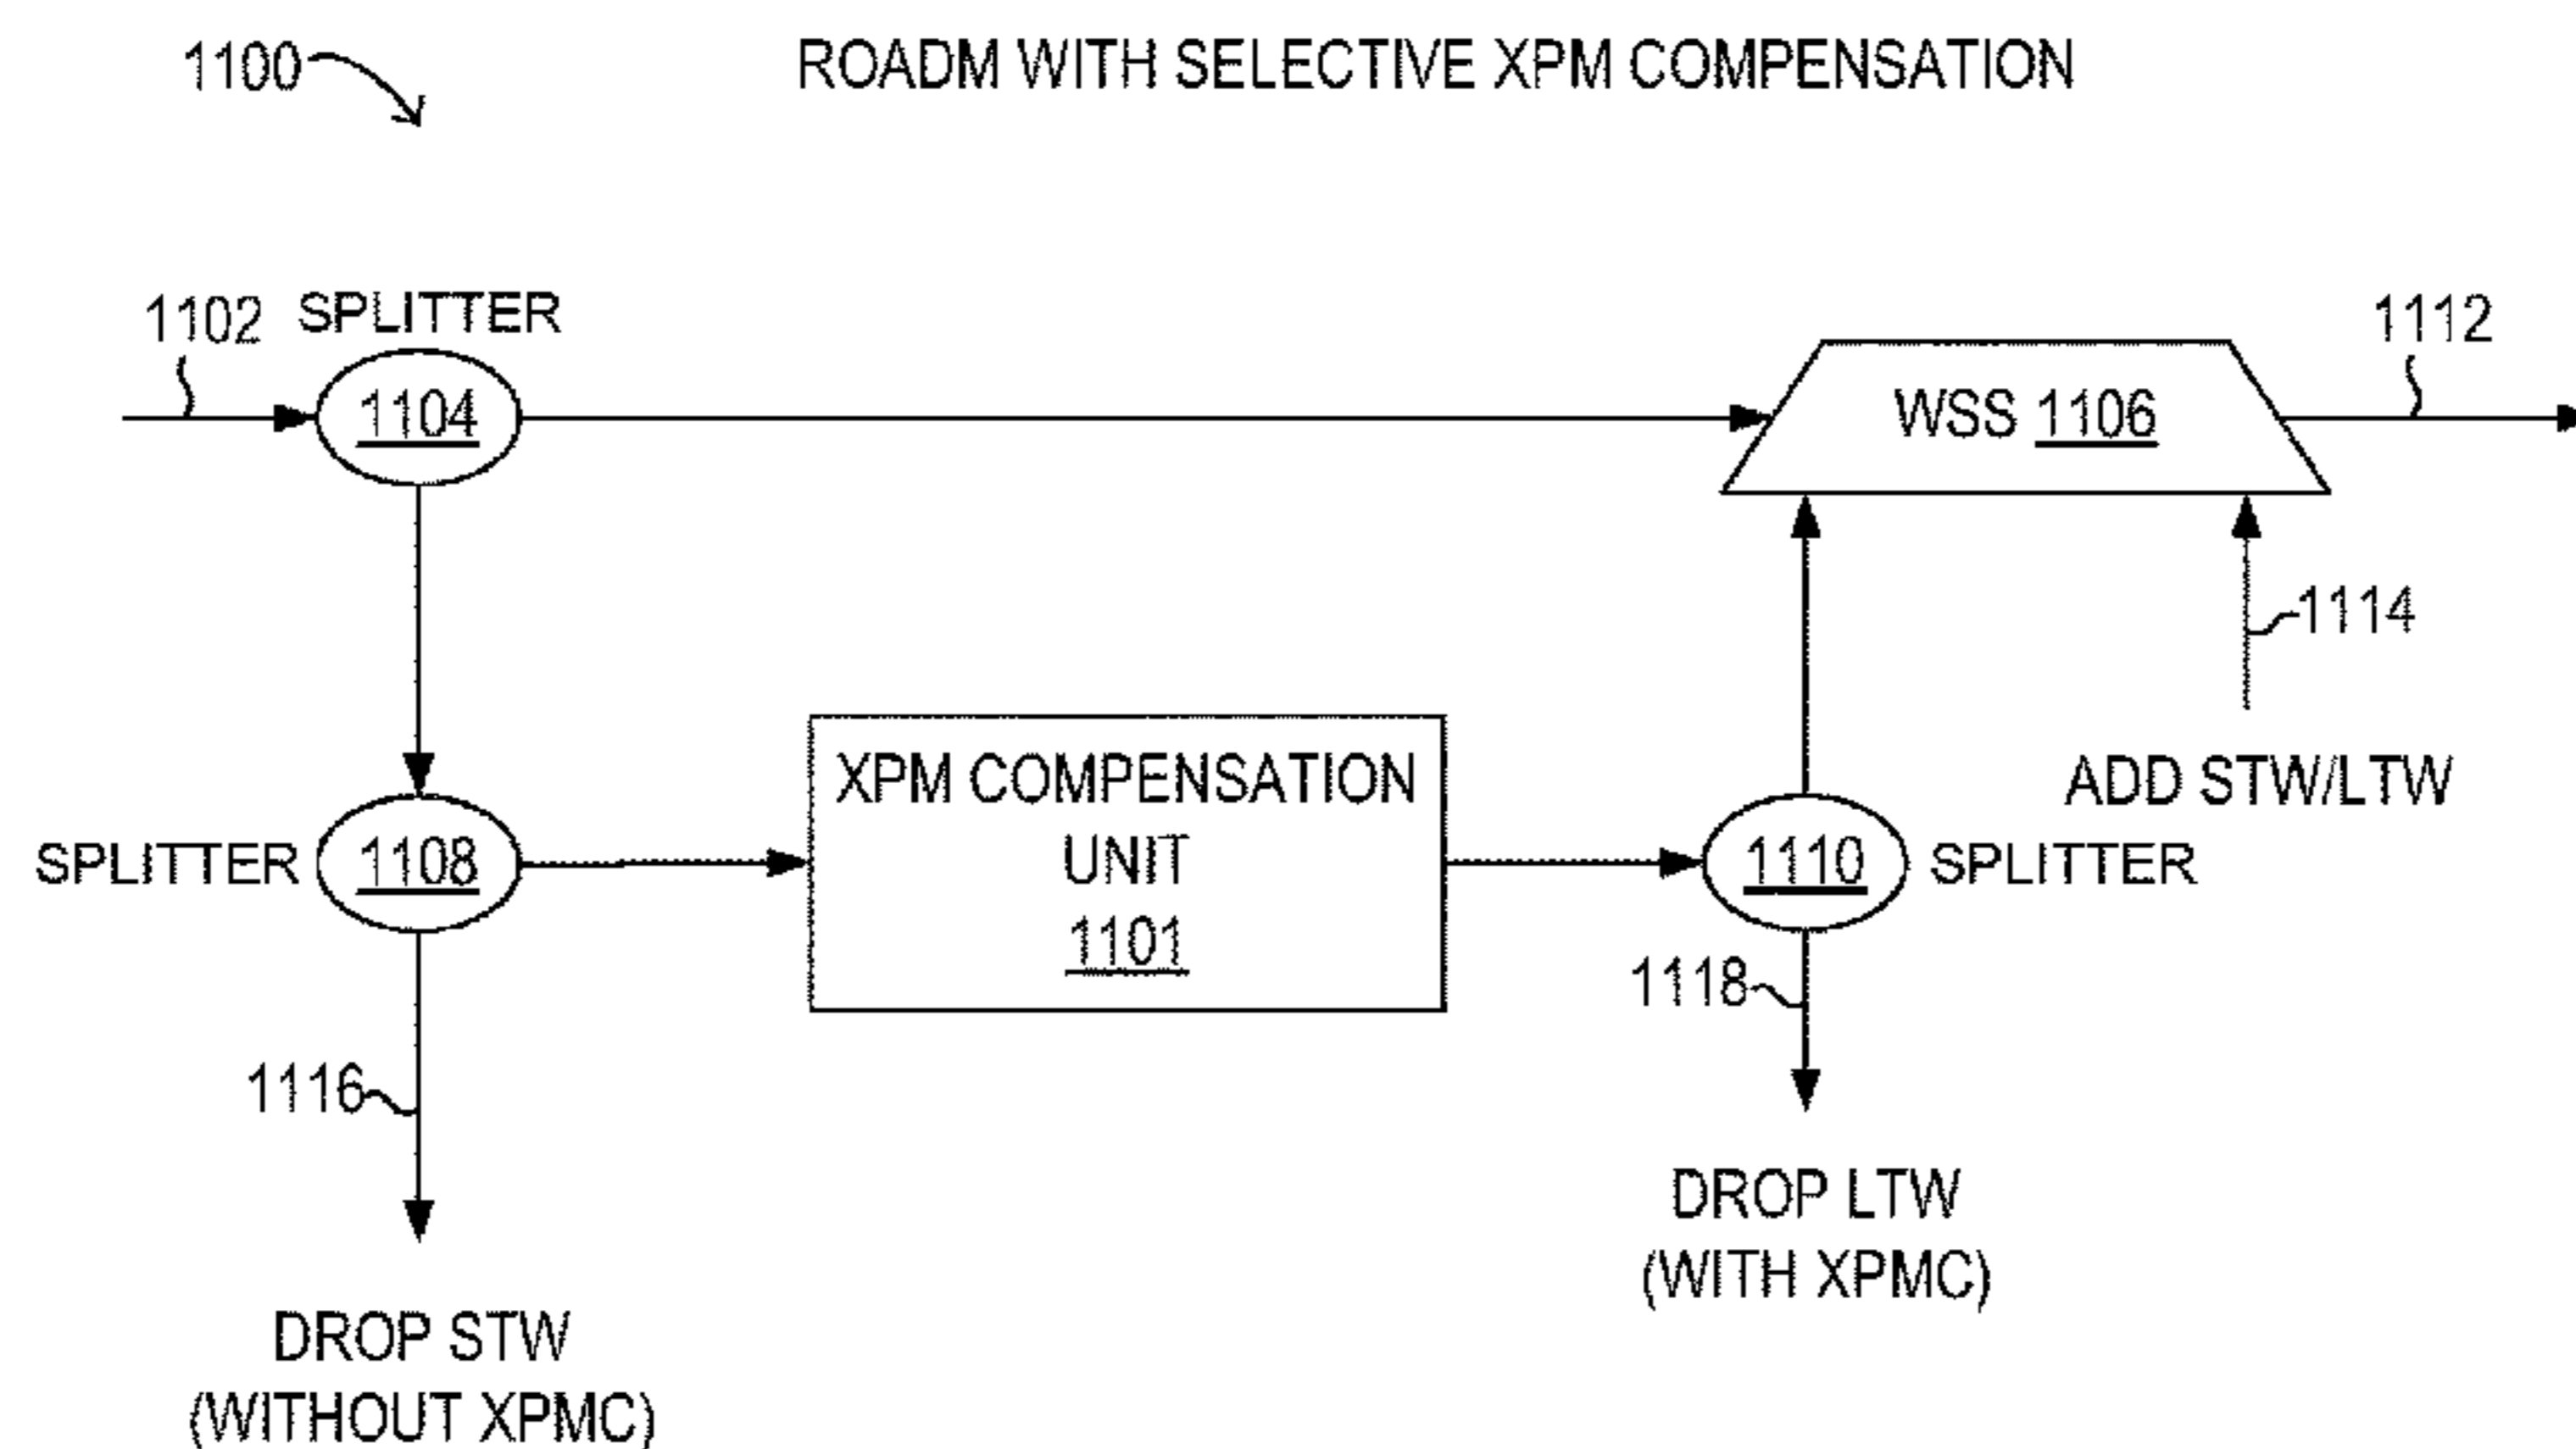 1100
ROADM WITH SELECTIVE XPM COMPENSATION
1102
SPLITTER
1104
WSS 1106
1112
1114
ADD STW/LTW
SPLITTER
1108
XPM COMPENSATION
UNIT
1101
1110
SPLITTER
1116
1118
DROP LTW
(WITH XPMC)
DROP STW
(WITHOUT XPMC)